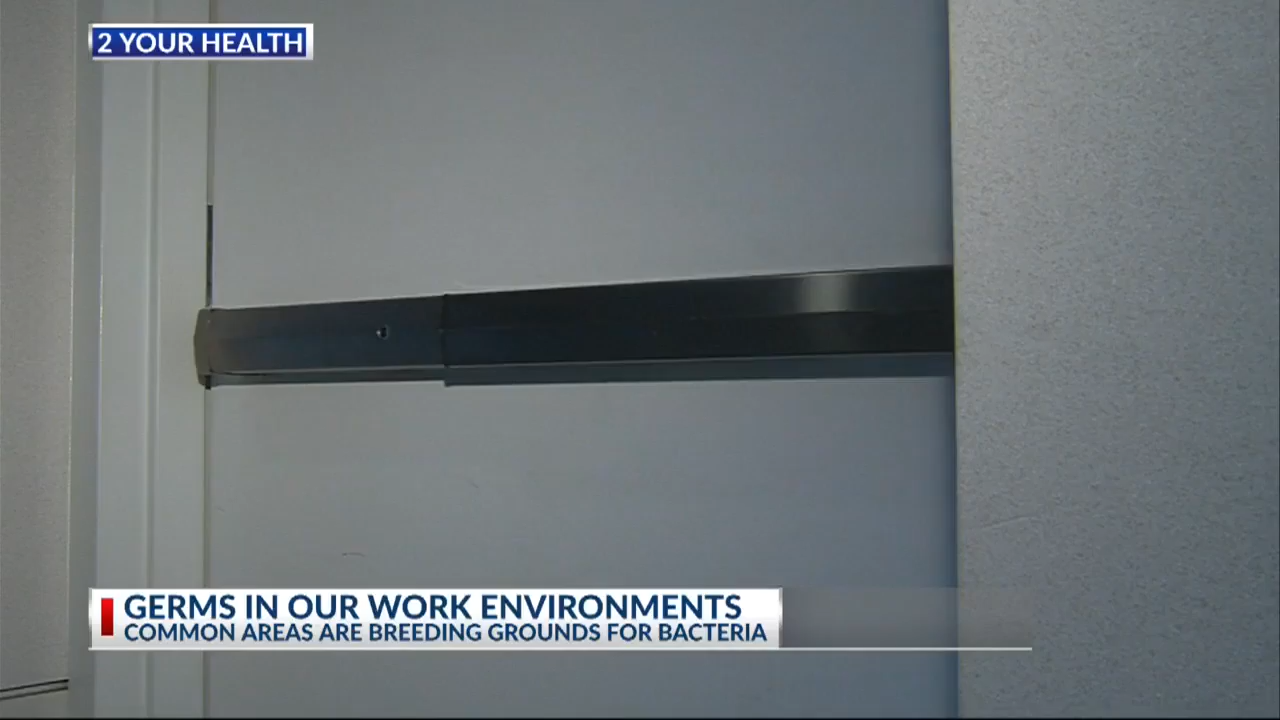 2 YOUR HEALTH
GERMS IN OUR WORK ENVIRONMENTS
COMMON AREAS ARE BREEDING GROUNDS FOR BACTERIA